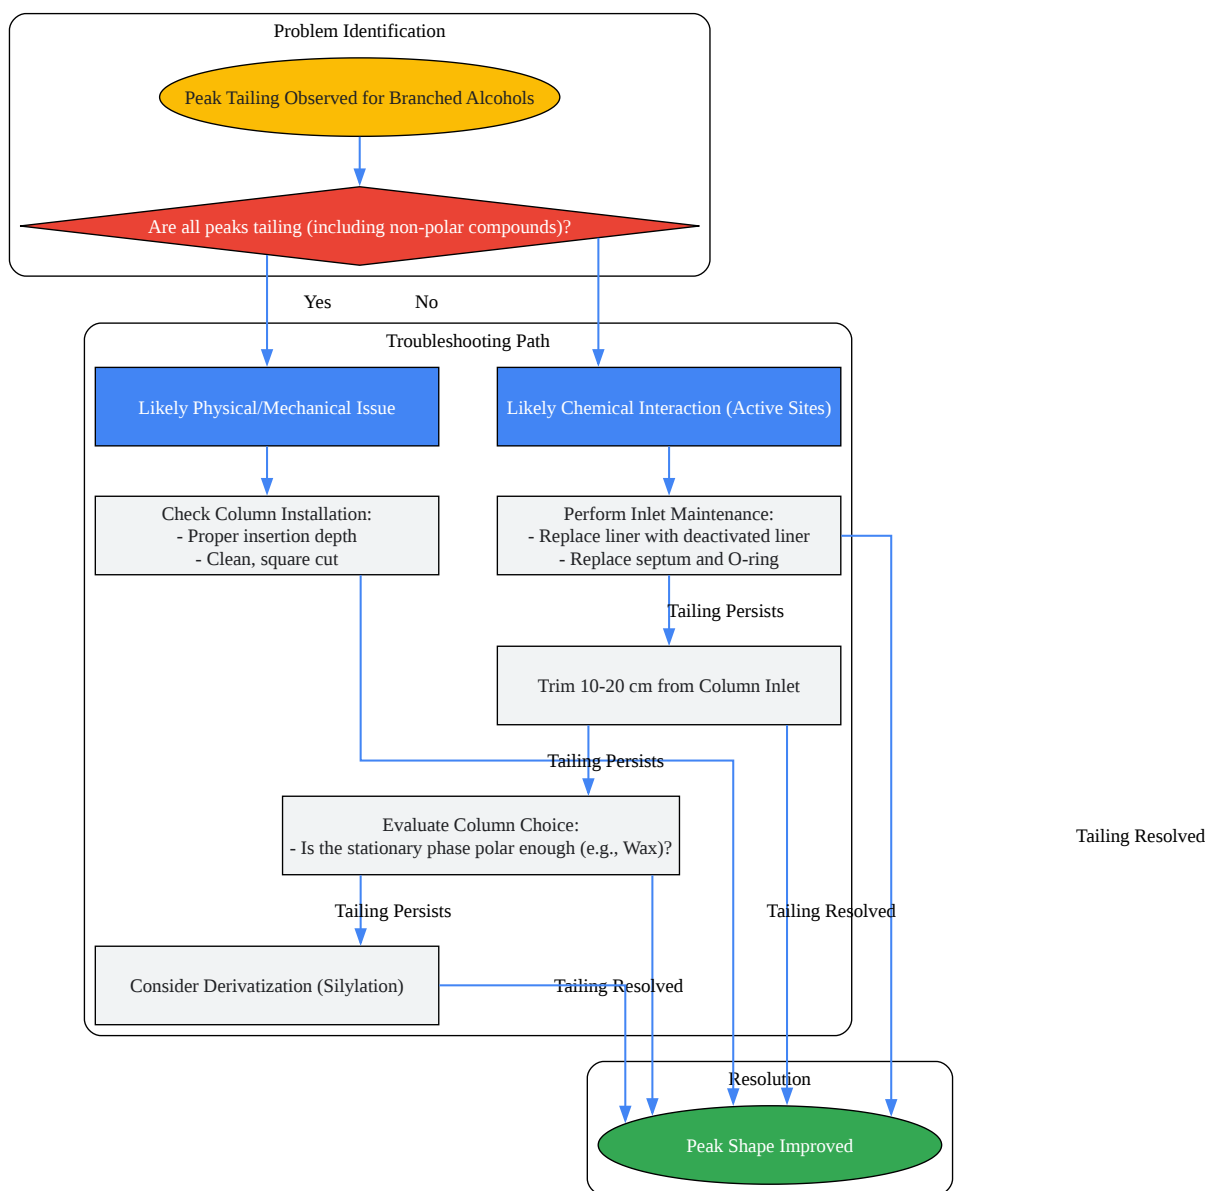 Problem Identification
Peak Tailing Observed for Branched Alcohols
Are all peaks tailing (including non-polar compounds)?
Yes
No
Troubleshooting Path
Likely Physical/Mechanical Issue
Likely Chemical Interaction (Active Sites)
Check Column Installation:
- Proper insertion depth
- Clean, square cut
Perform Inlet Maintenance:
- Replace liner with deactivated liner
- Replace septum and O-ring
Tailing Persists
Trim 10-20 cm from Column Inlet
Tailing Persists
Evaluate Column Choice:
- Is the stationary phase polar enough (e.g., Wax)?
Tailing Resolved
Tailing Persists
Tailing Resolved
Consider Derivatization (Silylation)
Tailing Resolved
Resolution
Peak Shape Improved